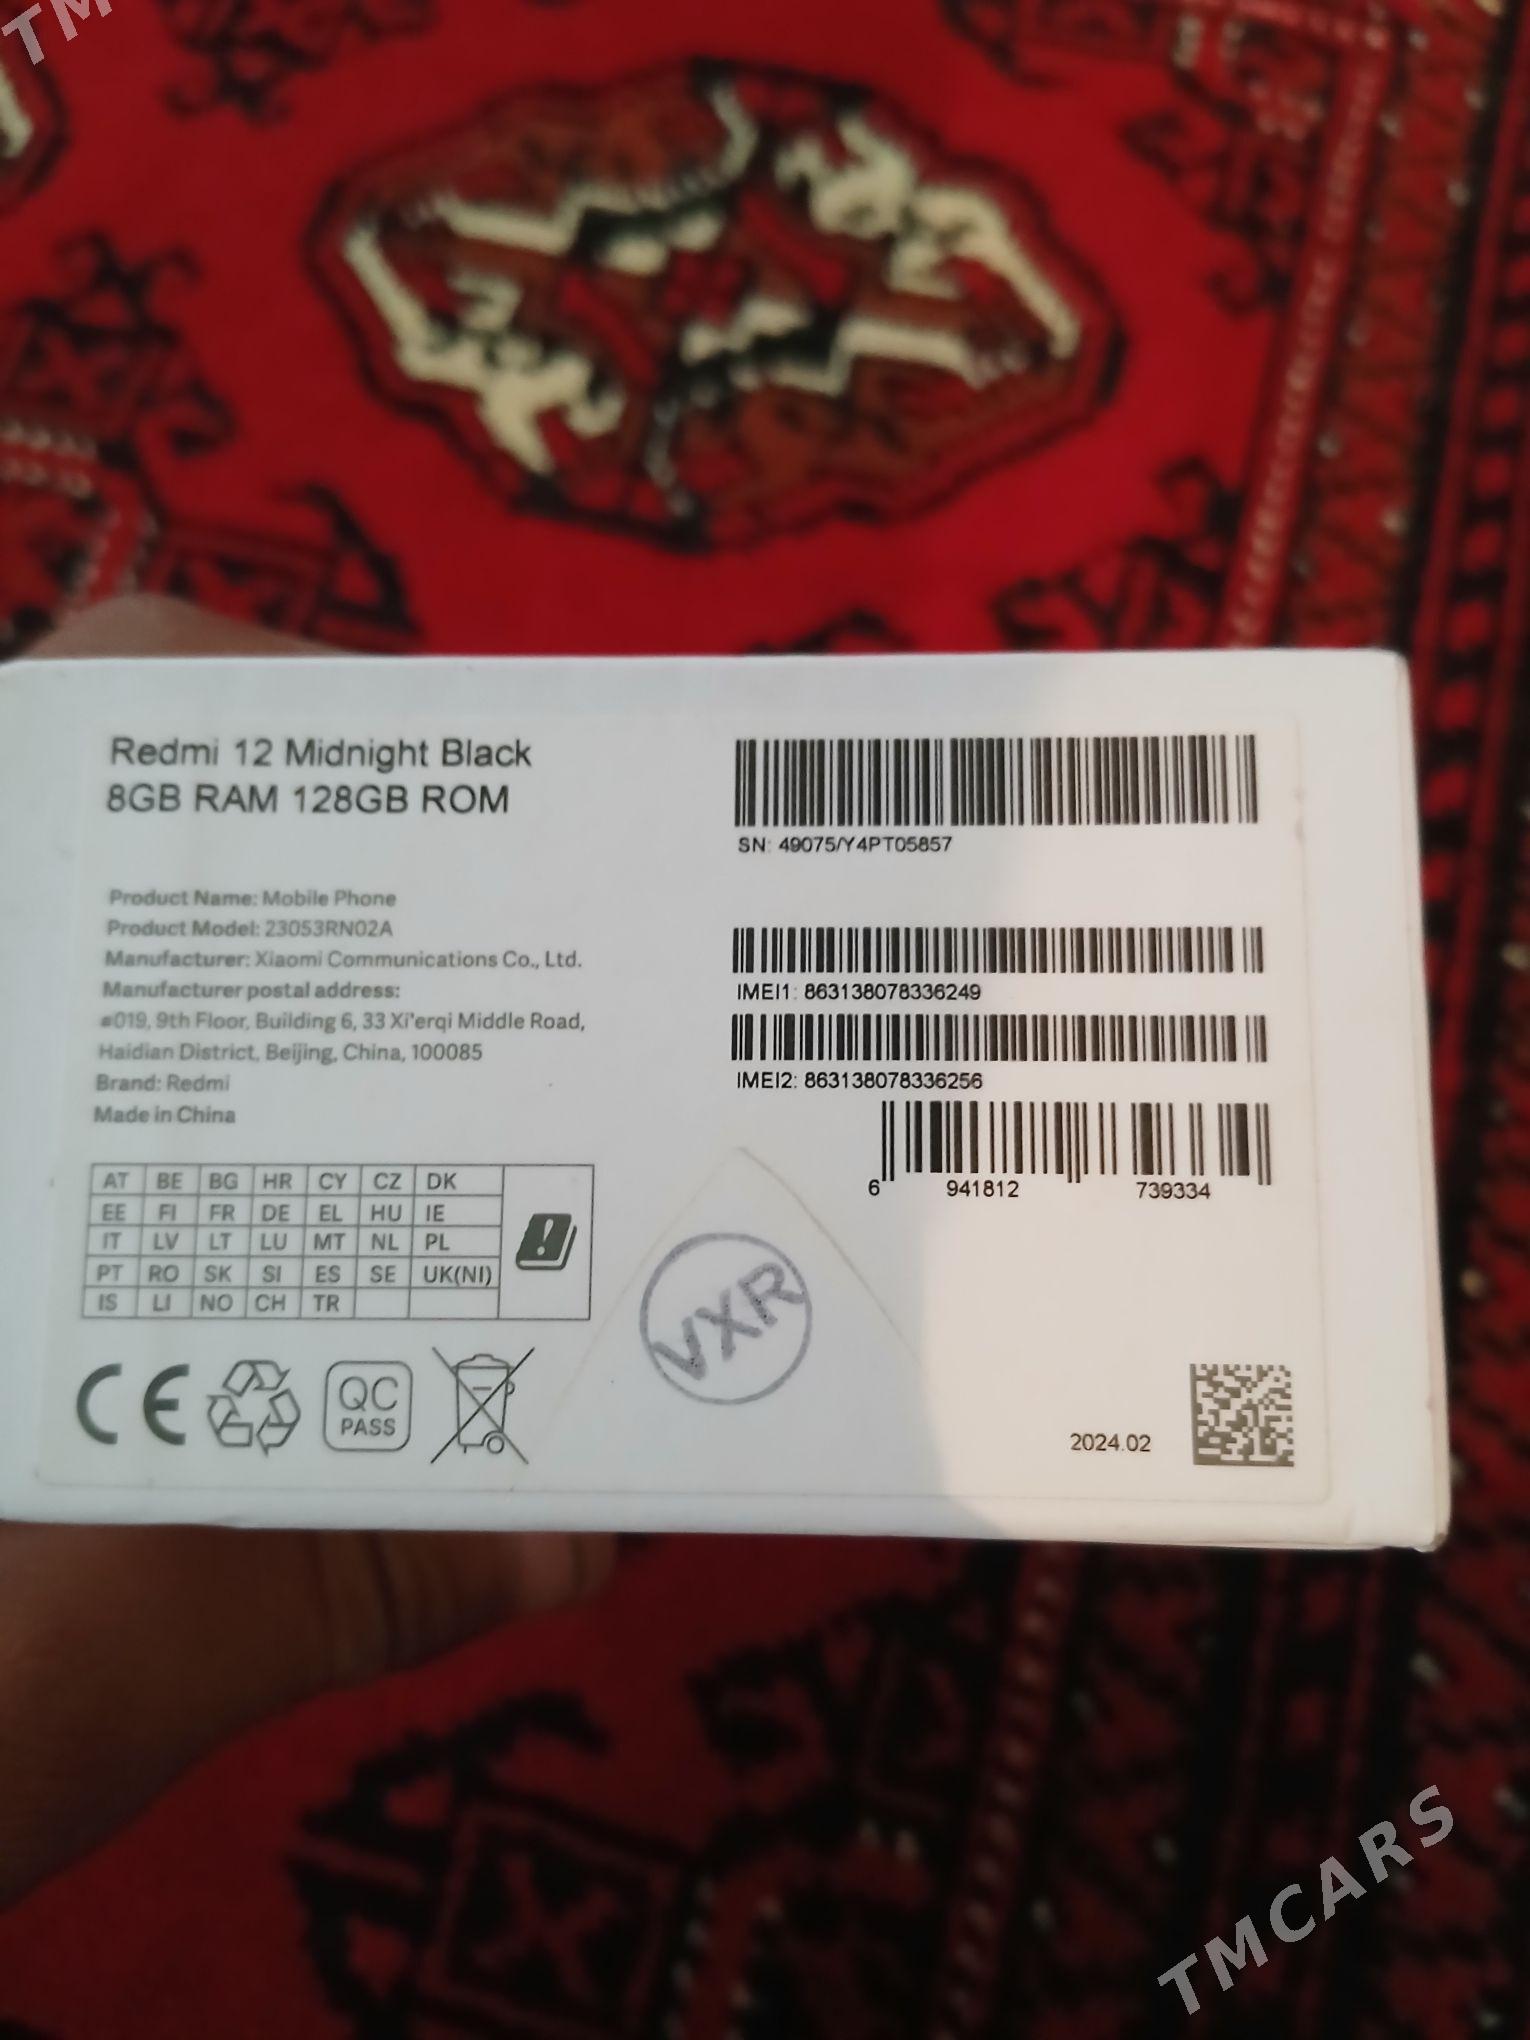 TM
Redmi 12 Midnight Black
8GB RAM 128GB ROM
Product Name: Mobile Phone
Product Model: 23053RN02A
Manufacturer: Xiaomi Communications Co., Ltd.
Manufacturer postal address:
#019, 9th Floor, Building 6, 33 Xi'erqi Middle Road,
Haidian District, Beijing, China, 100085
Brand: Redmi
Made in China
AT BE BG HR CY CZ DK
EE FI FR DE EL HU IE
IT LV LT LU MT NL PL
PT RO SK SI ES SE UK(NI)
IS LI NO CH TR
CE
QC
PASS
SN: 49075/Y4PT05857
IMEI1: 863138078336249
IMEI2: 863138078336256
6 941812 739334
VXR
2024.02
TMCARS